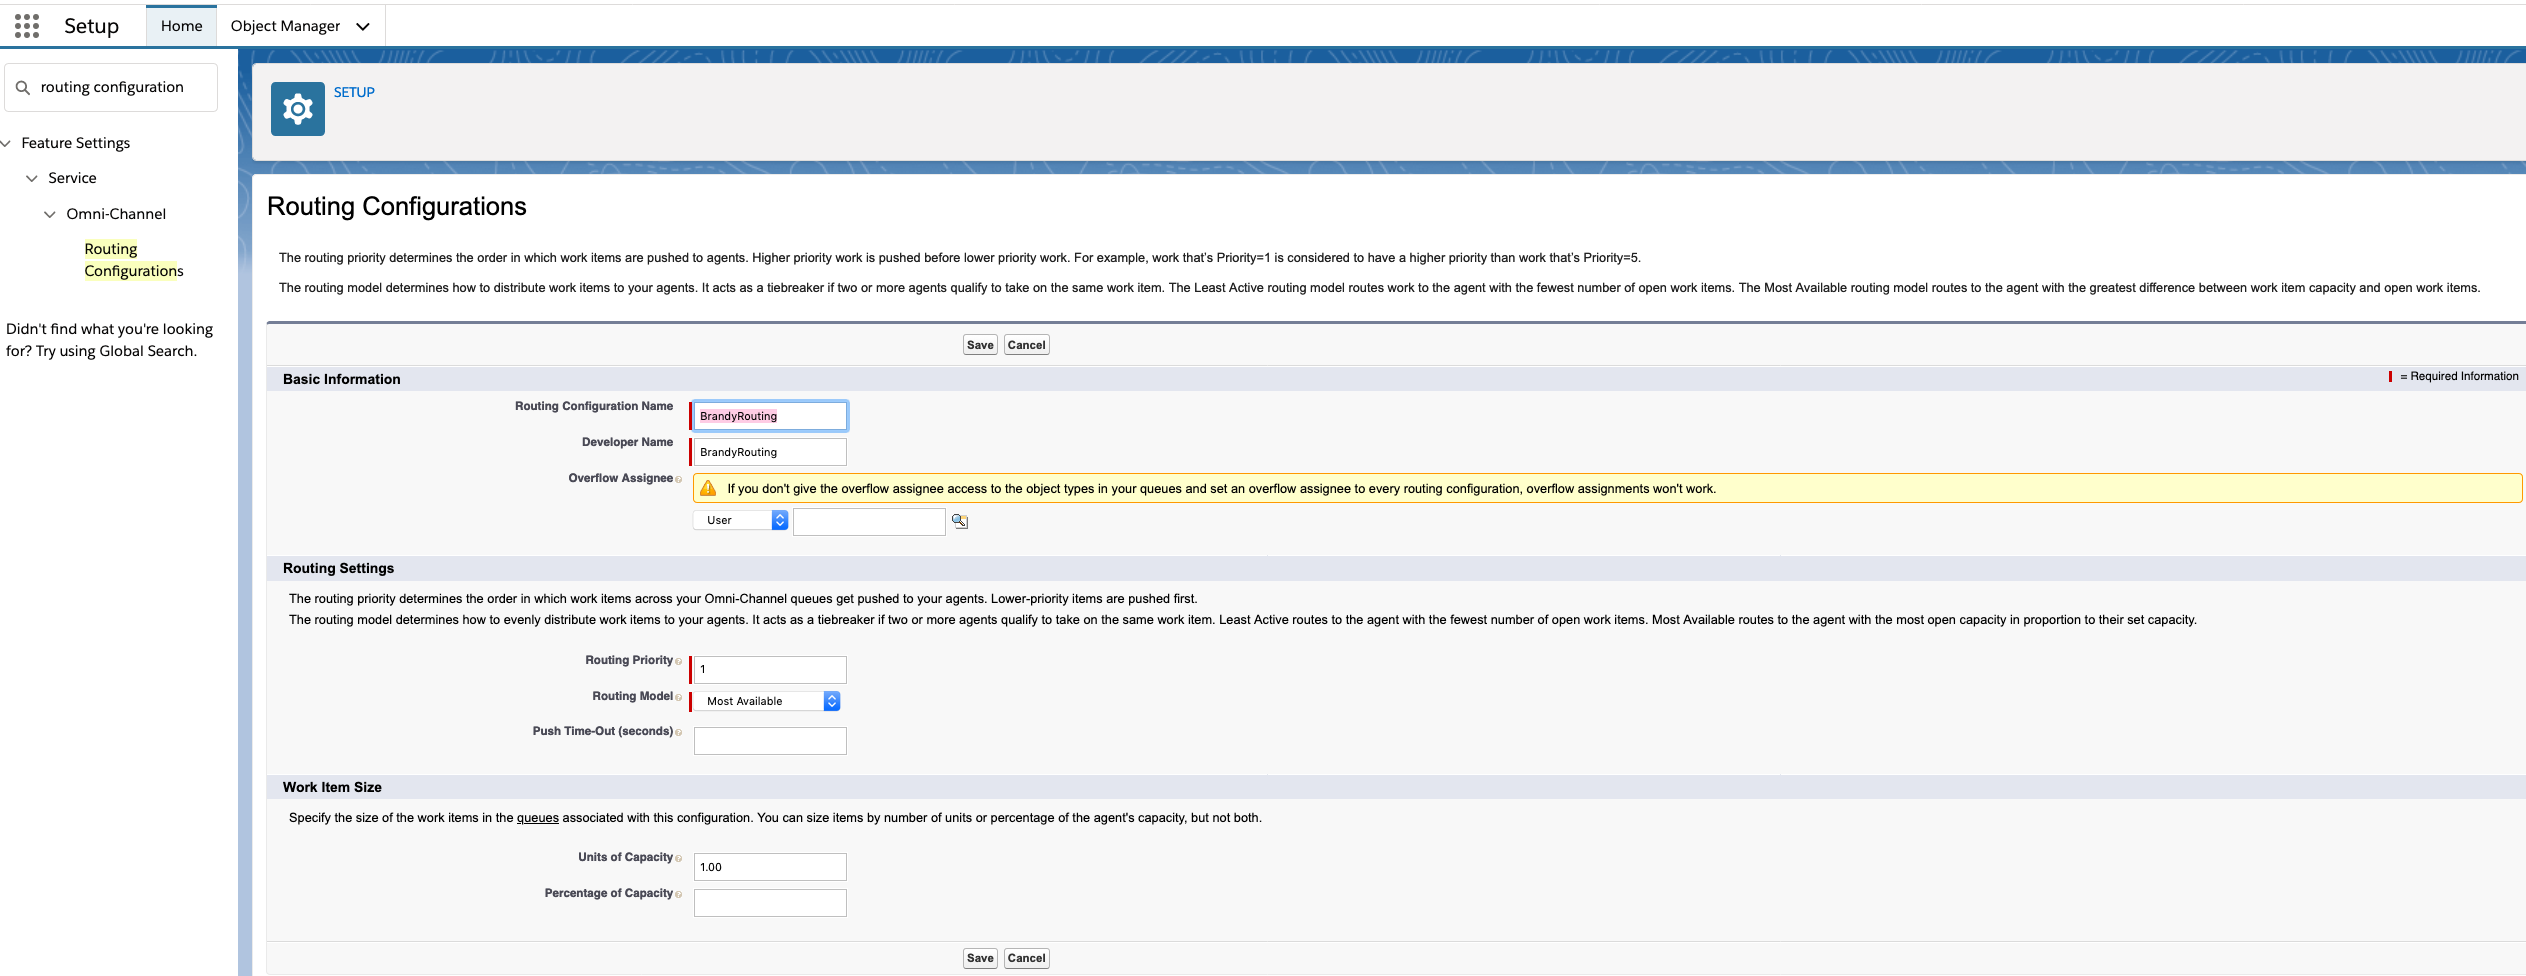 Setup
Home
Object Manager
routing configuration
Feature Settings
Service
Omni-Channel
Routing
Configurations
Didn't find what you're looking
for? Try using Global Search.
SETUP
Routing Configurations
The routing priority determines the order in which work items are pushed to agents. Higher priority work is pushed before lower priority work. For example, work that's Priority=1 is considered to have a higher priority than work that's Priority=5.
The routing model determines how to distribute work items to your agents. It acts as a tiebreaker if two or more agents qualify to take on the same work item. The Least Active routing model routes work to the agent with the fewest number of open work items. The Most Available routing model routes to the agent with the greatest difference between work item capacity and open work items.
Save Cancel
Basic Information
= Required Information
Routing Configuration Name BrandyRouting
Developer Name BrandyRouting
Overflow Assignee
If you don't give the overflow assignee access to the object types in your queues and set an overflow assignee to every routing configuration, overflow assignments won't work.
User
Routing Settings
The routing priority determines the order in which work items across your Omni-Channel queues get pushed to your agents. Lower-priority items are pushed first.
The routing model determines how to evenly distribute work items to your agents. It acts as a tiebreaker if two or more agents qualify to take on the same work item. Least Active routes to the agent with the fewest number of open work items. Most Available routes to the agent with the most open capacity in proportion to their set capacity.
Routing Priority 1
Routing Model Most Available
Push Time-Out (seconds)
Work Item Size
Specify the size of the work items in the queues associated with this configuration. You can size items by number of units or percentage of the agent's capacity, but not both.
Units of Capacity 1.00
Percentage of Capacity
Save Cancel